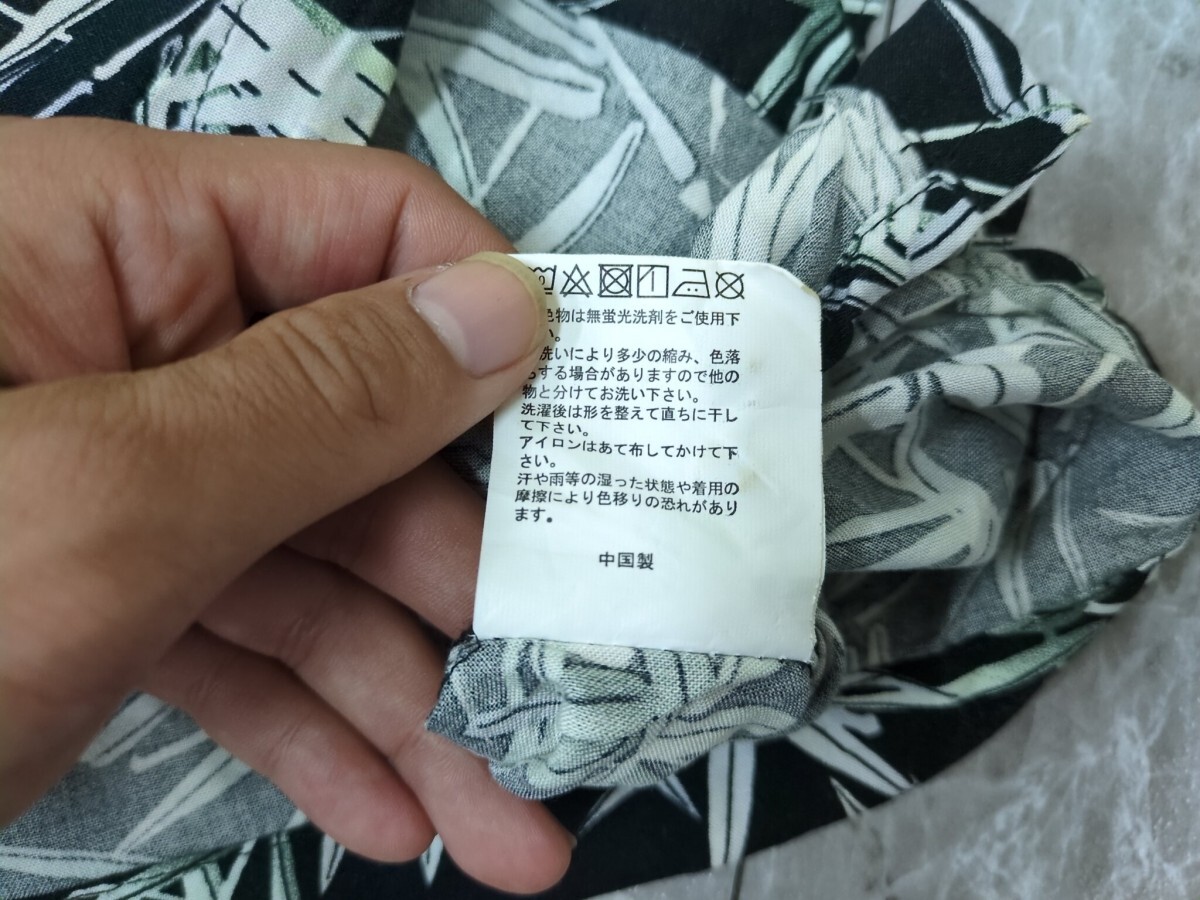 色物は無蛍光洗剤をご使用下
い。
洗いにより多少の縮み、色落
ちする場合がありますので他の
物と分けてお洗い下さい。
洗濯後は形を整えて直ちに干し
て下さい。
アイロンはあて布してかけて下
さい。
汗や雨等の湿った状態や着用の
摩擦により色移りの恐れがあり
ます。
中国製